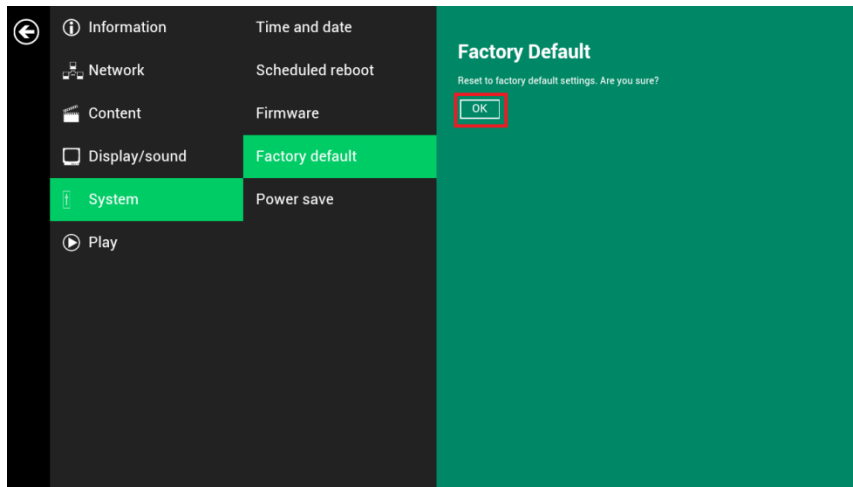 Information
Network
Content
Display/sound
System
Play
Time and date
Scheduled reboot
Firmware
Factory default
Power save
Factory Default
Reset to factory default settings. Are you sure?
OK